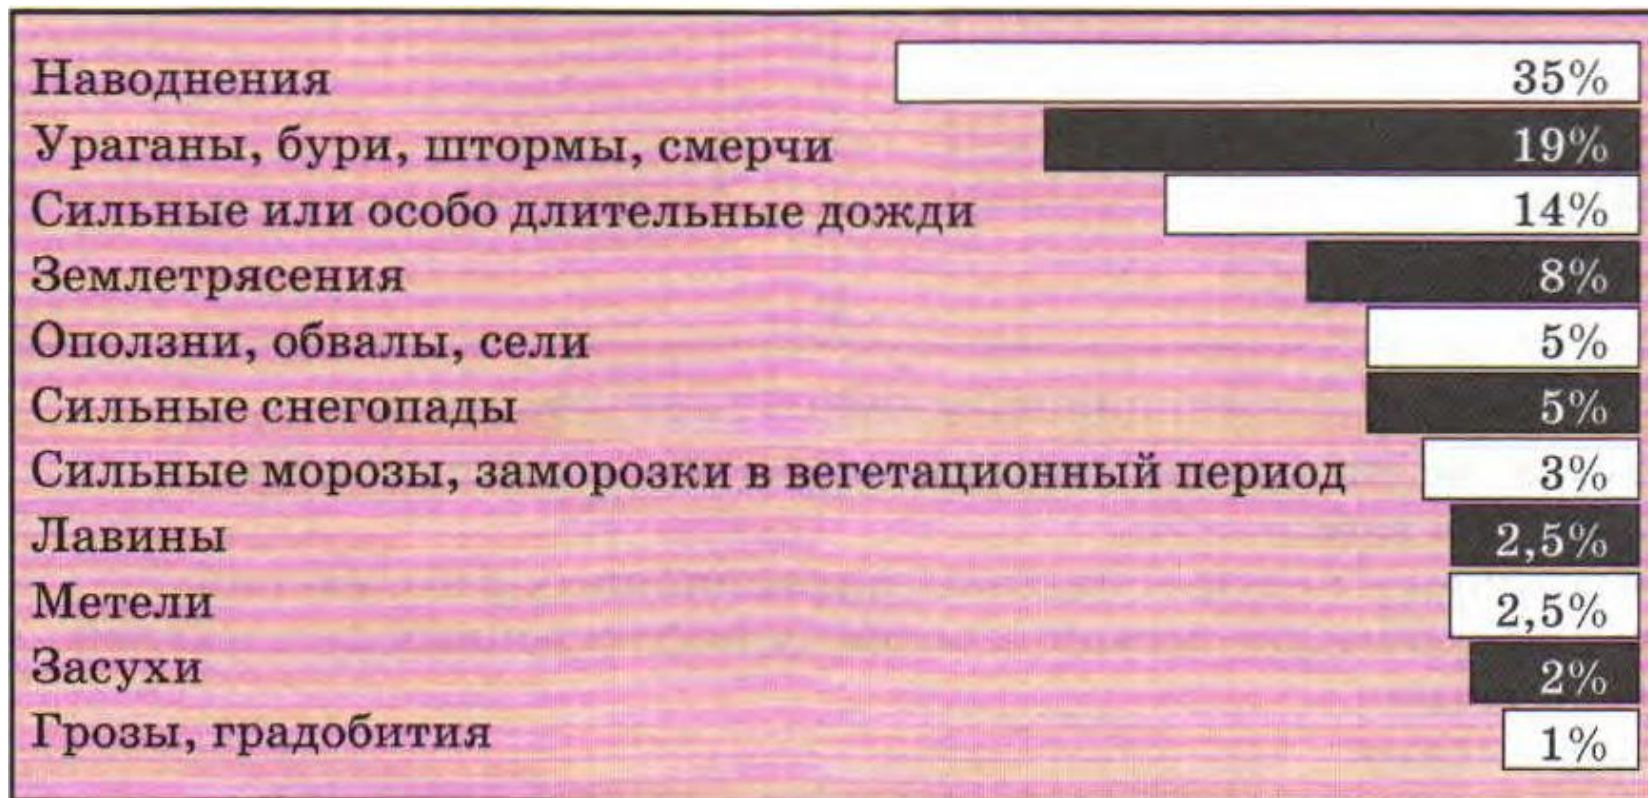 Наводнения 35%
Ураганы, бури, штормы, смерчи 19%
Сильные или особо длительные дожди 14%
Землетрясения 8%
Оползни, обвалы, сели 5%
Сильные снегопады 5%
Сильные морозы, заморозки в вегетационный период 3%
Лавины 2,5%
Метели 2,5%
Засухи 2%
Грозы, градобития 1%